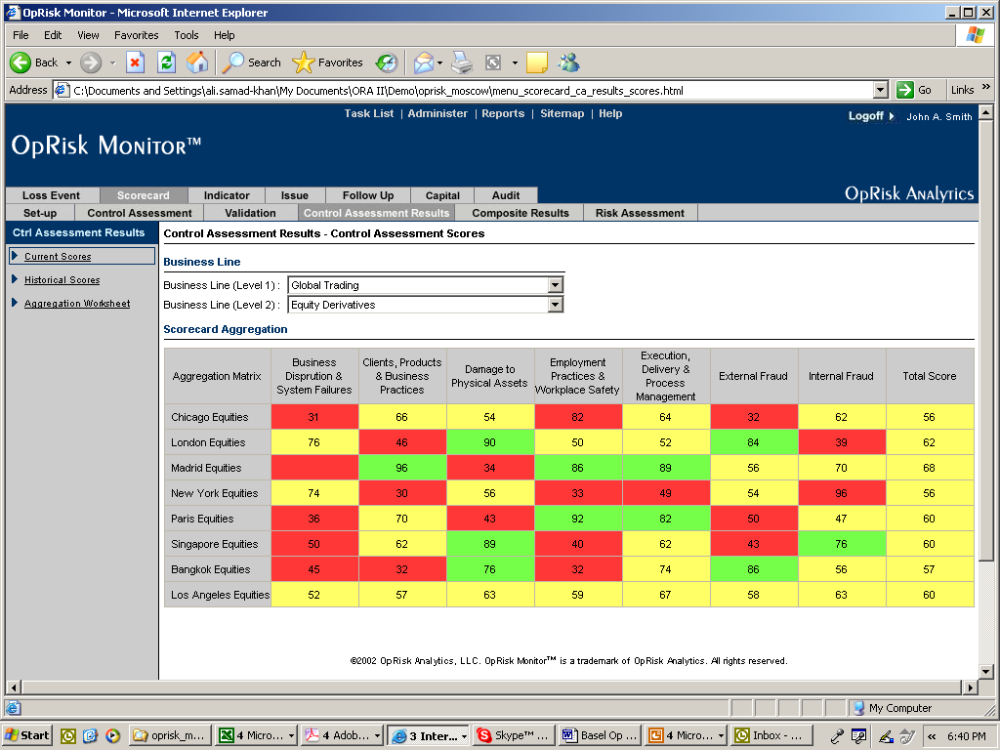 OpRisk Monitor - Microsoft Internet Explorer
File Edit View Favorites Tools Help
Back Search Favorites
Address C:\Documents and Settings\ali.samad-khan\My Documents\ORA II\Demo\oprisk_moscow\menu_scorecard_ca_results_scores.html Go Links »
Task List | Administer | Reports | Sitemap | Help
Logoff John A. Smith
OpRisk Monitor™
Loss Event Scorecard Indicator Issue Follow Up Capital Audit
OpRisk Analytics
Set-up Control Assessment Validation Control Assessment Results Composite Results Risk Assessment
Ctrl Assessment Results
Current Scores
Historical Scores
Aggregation Worksheet
Control Assessment Results - Control Assessment Scores
Business Line
Business Line (Level 1) : Global Trading
Business Line (Level 2) : Equity Derivatives
Scorecard Aggregation
Aggregation Matrix
Business
Disprution &
System Failures
Clients, Products
& Business
Practices
Damage to
Physical Assets
Employment
Practices &
Workplace Safety
Execution,
Delivery &
Process
Management
External Fraud
Internal Fraud
Total Score
Chicago Equities 31 66 54 82 64 32 62 56
London Equities 76 46 90 50 52 84 39 62
Madrid Equities 96 34 86 89 56 70 68
New York Equities 74 30 56 33 49 54 96 56
Paris Equities 36 70 43 92 82 50 47 60
Singapore Equities 50 62 89 40 62 43 76 60
Bangkok Equities 45 32 76 32 74 86 56 57
Los Angeles Equities 52 57 63 59 67 58 63 60
©2002 OpRisk Analytics, LLC. OpRisk Monitor™ is a trademark of OpRisk Analytics. All rights reserved.
My Computer
Start oprisk_m... 4 Micro... 4 Adob... 3 Inter... Skype™ ... Basel Op ... 4 Micro... Inbox - ... « 6:40 PM